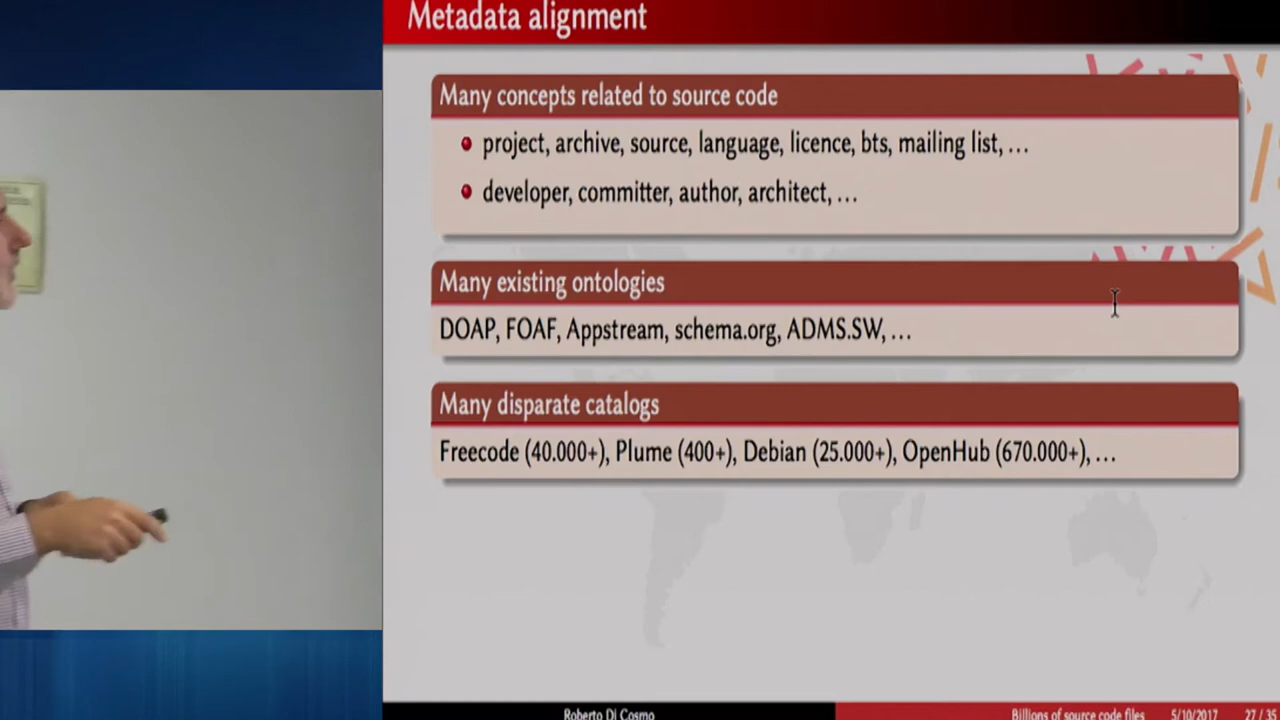 Metadata alignment
Many concepts related to source code
project, archive, source, language, licence, bts, mailing list, …
developer, committer, author, architect, …
Many existing ontologies
DOAP, FOAF, Appstream, schema.org, ADMS.SW, …
Many disparate catalogs
Freecode (40.000+), Plume (400+), Debian (25.000+), OpenHub (670.000+), …
Roberto Di Cosmo
Billions of source code files
5/10/2017
27 / 35